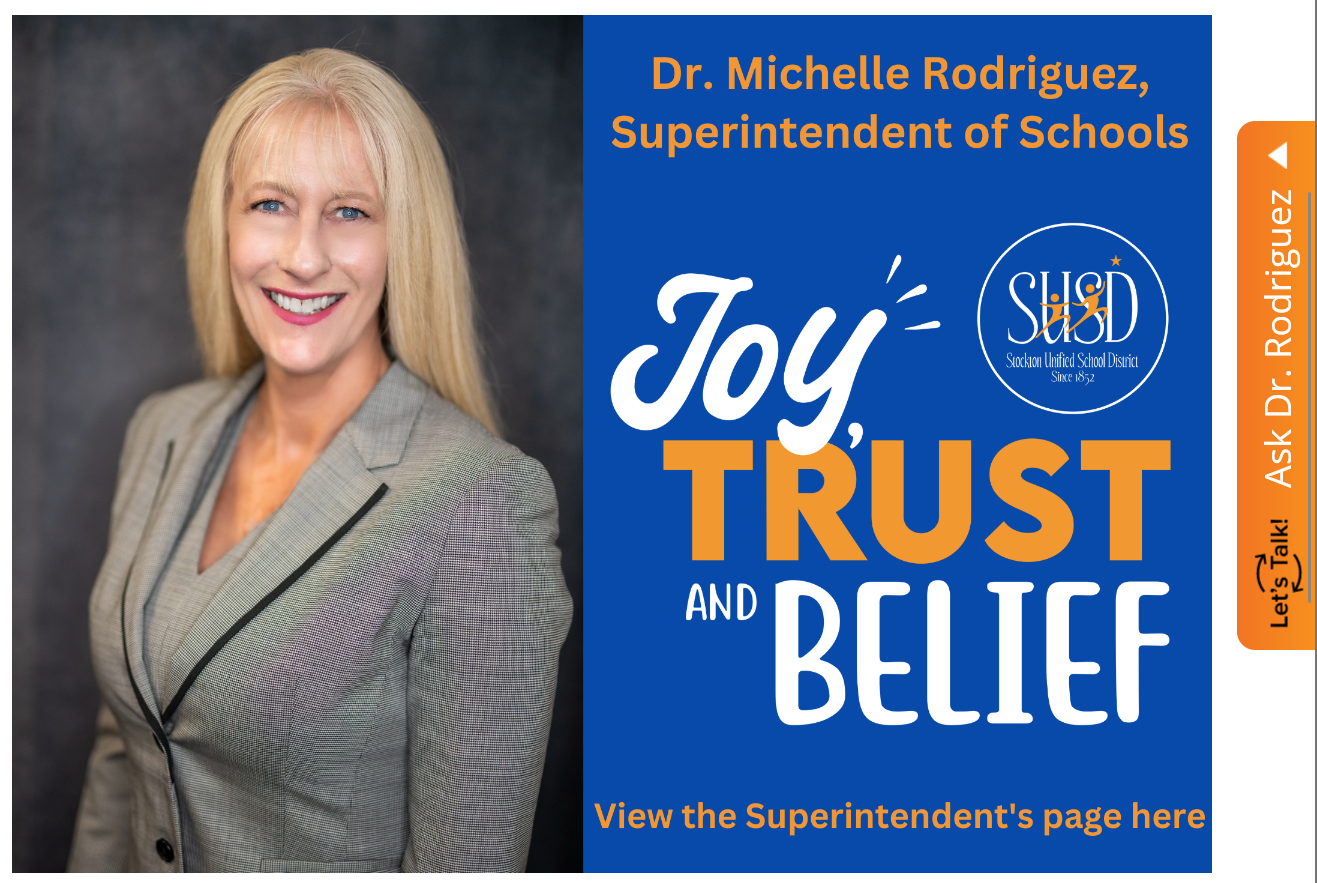 Dr. Michelle Rodriguez,
Superintendent of Schools
Joy,
SUSD
Stockton Unified School District
Since 1852
TRUST
AND BELIEF
View the Superintendent's page here
Ask Dr. Rodriguez
Let's Talk!